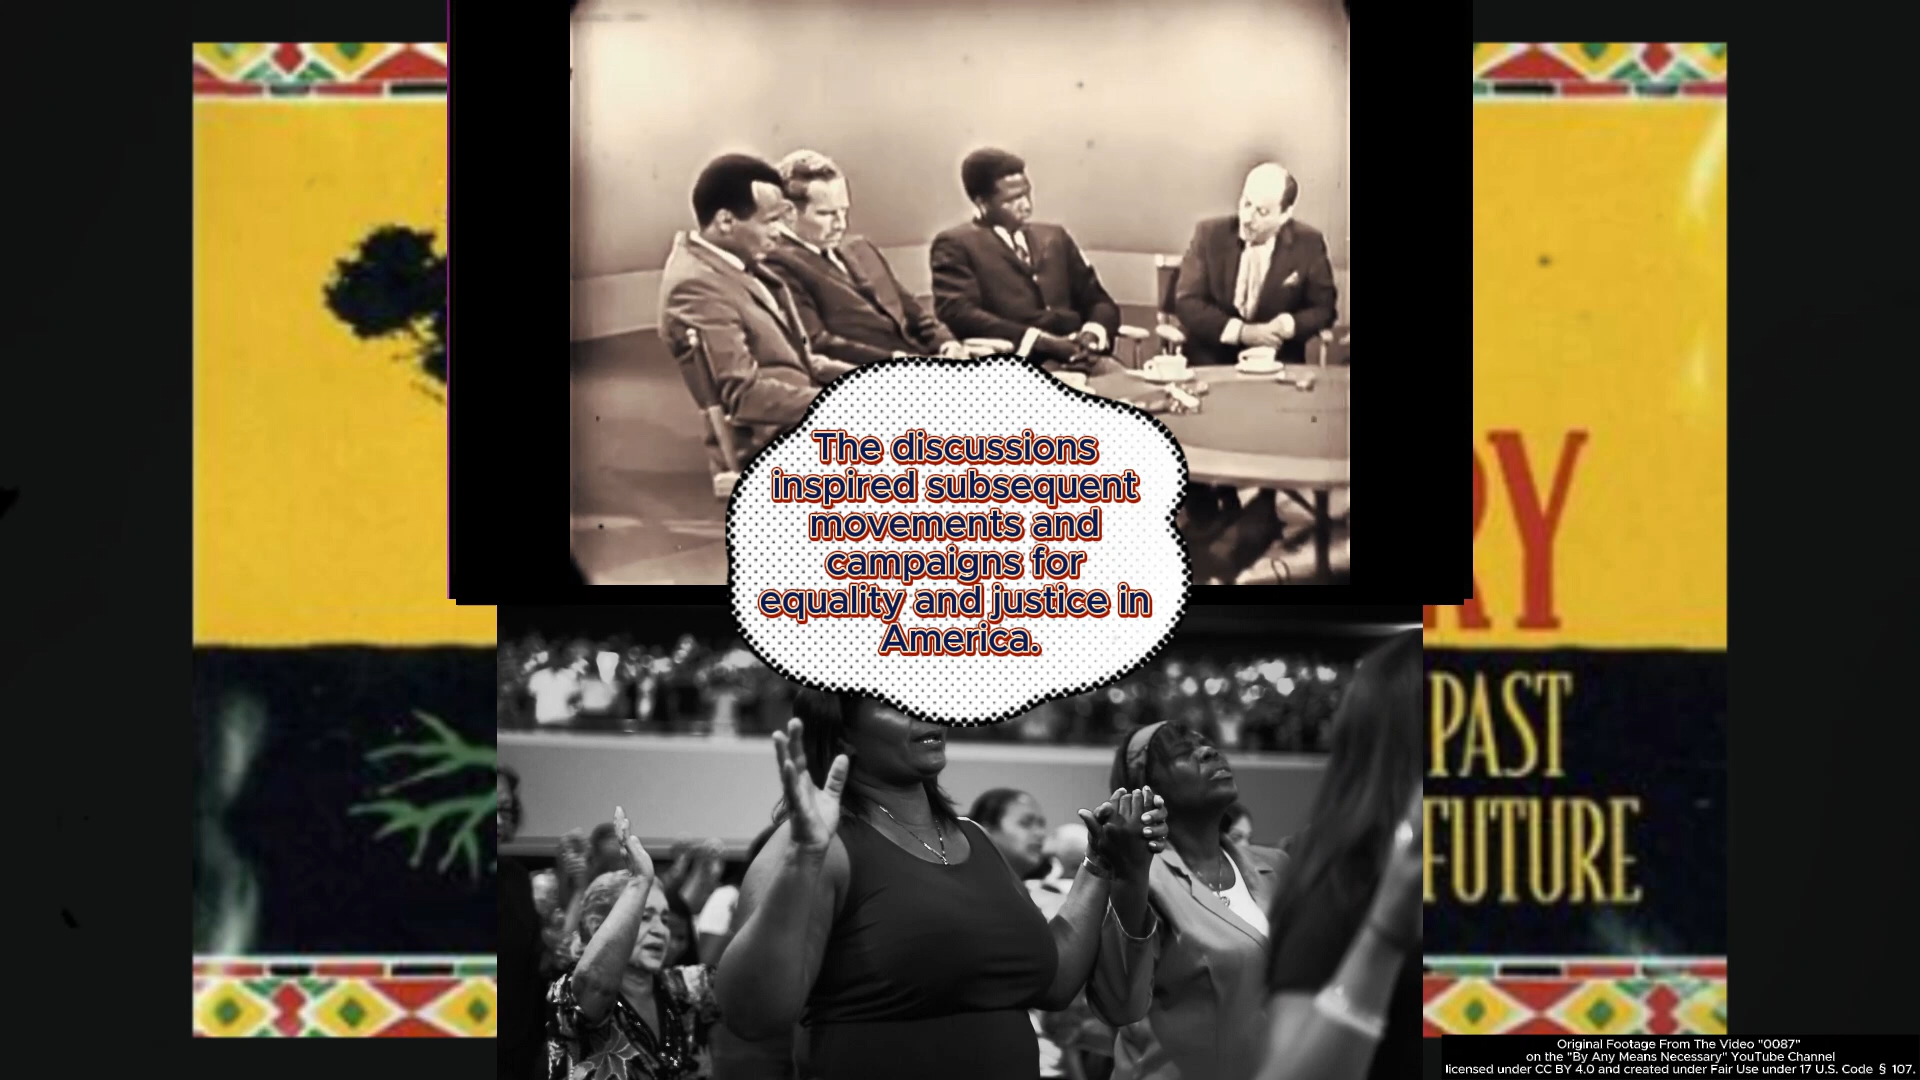 The discussions
inspired subsequent
movements and
campaigns for
equality and justice in
America.
RY
PAST
FUTURE
Original Footage From The Video "0087"
on the "By Any Means Necessary" YouTube Channel
licensed under CC BY 4.0 and created under Fair Use under 17 U.S. Code § 107.